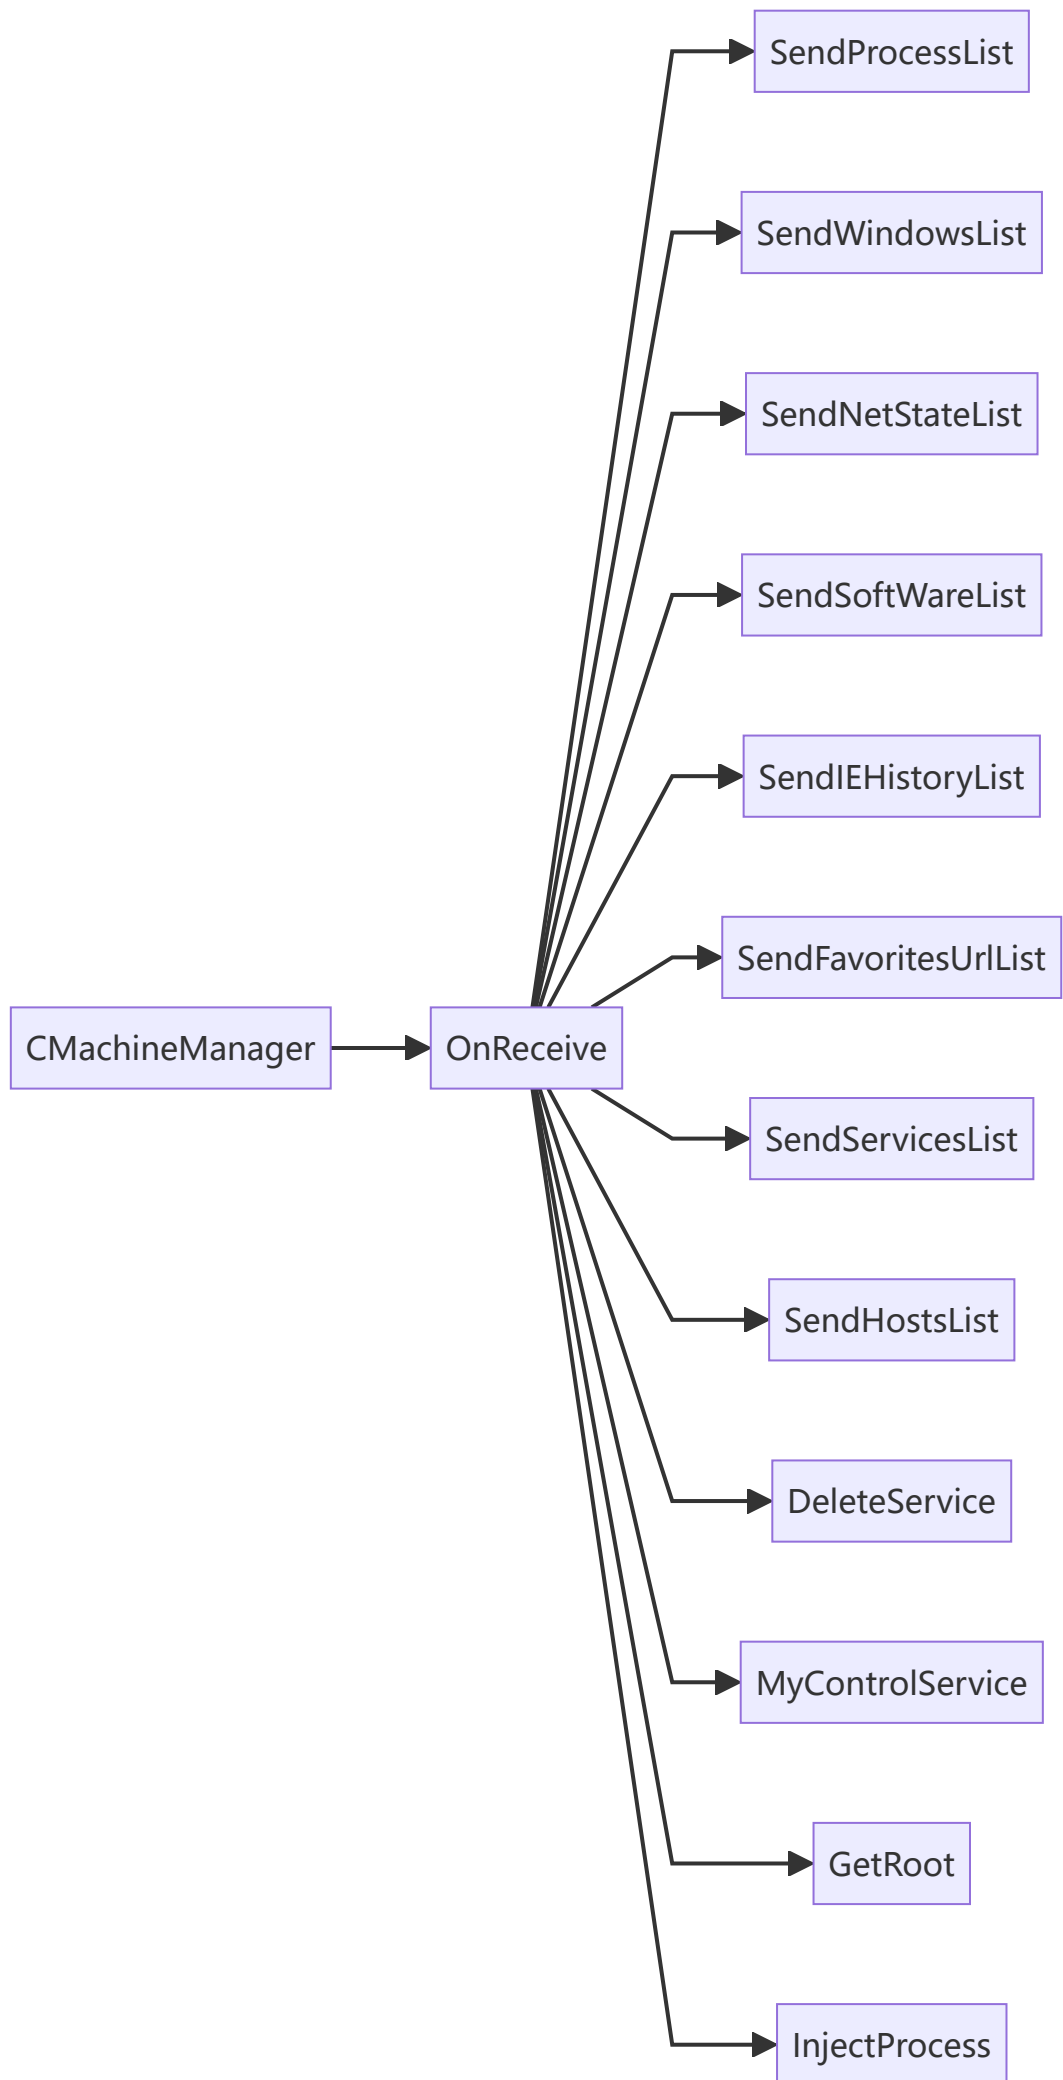 SendProcessList
SendWindowsList
SendNetStateList
SendSoftWareList
SendIEHistoryList
SendFavoritesUrlList
CMachineManager
OnReceive
SendServicesList
SendHostsList
DeleteService
MyControlService
GetRoot
InjectProcess